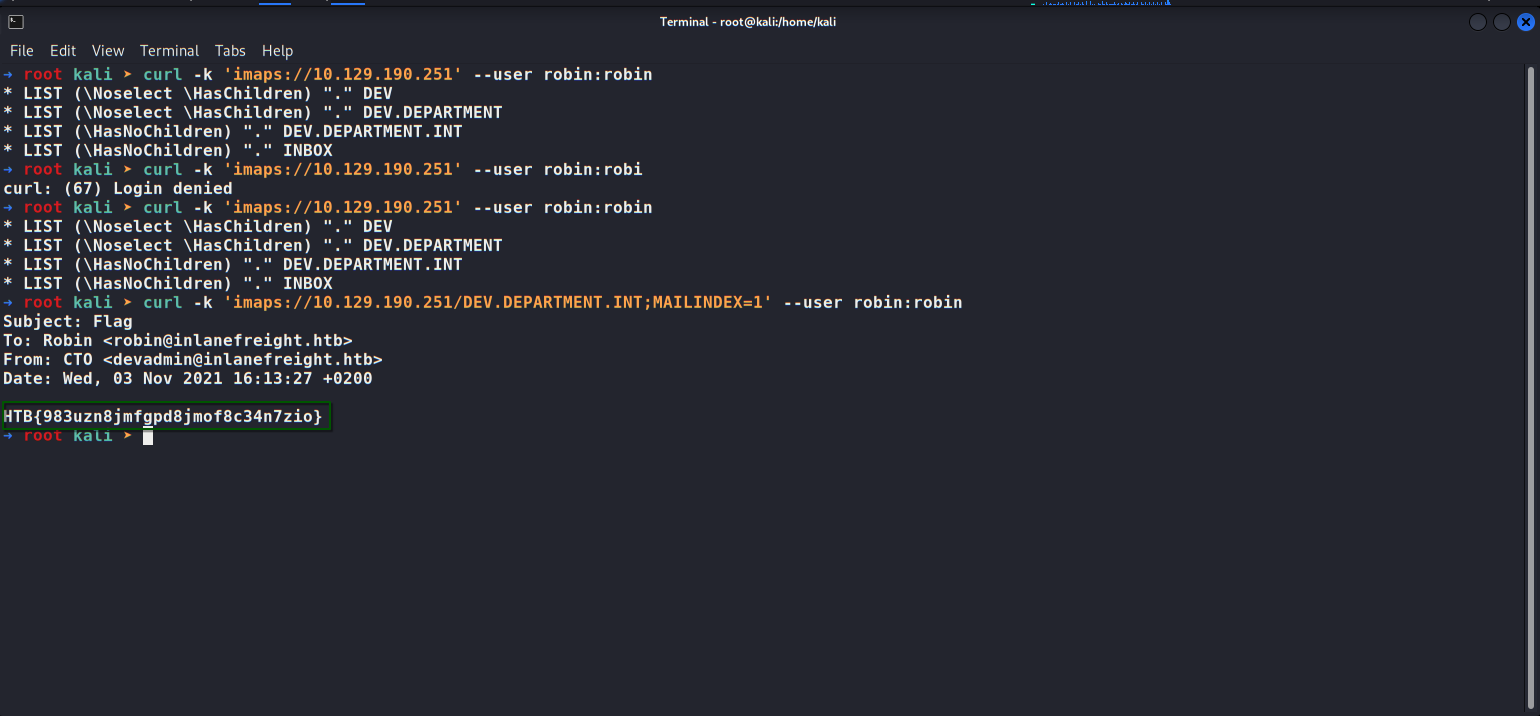 Terminal - root@kali:/home/kali
File Edit View Terminal Tabs Help
→ root kali ➤ curl -k 'imaps://10.129.190.251' --user robin:robin
* LIST (\Noselect \HasChildren) "." DEV
* LIST (\Noselect \HasChildren) "." DEV.DEPARTMENT
* LIST (\HasNoChildren) "." DEV.DEPARTMENT.INT
* LIST (\HasNoChildren) "." INBOX
→ root kali ➤ curl -k 'imaps://10.129.190.251' --user robin:robi
curl: (67) Login denied
→ root kali ➤ curl -k 'imaps://10.129.190.251' --user robin:robin
* LIST (\Noselect \HasChildren) "." DEV
* LIST (\Noselect \HasChildren) "." DEV.DEPARTMENT
* LIST (\HasNoChildren) "." DEV.DEPARTMENT.INT
* LIST (\HasNoChildren) "." INBOX
→ root kali ➤ curl -k 'imaps://10.129.190.251/DEV.DEPARTMENT.INT;MAILINDEX=1' --user robin:robin
Subject: Flag
To: Robin <robin@inlanefreight.htb>
From: CTO <devadmin@inlanefreight.htb>
Date: Wed, 03 Nov 2021 16:13:27 +0200
HTB{983uzn8jmfgpd8jmof8c34n7zio}
→ root kali ➤